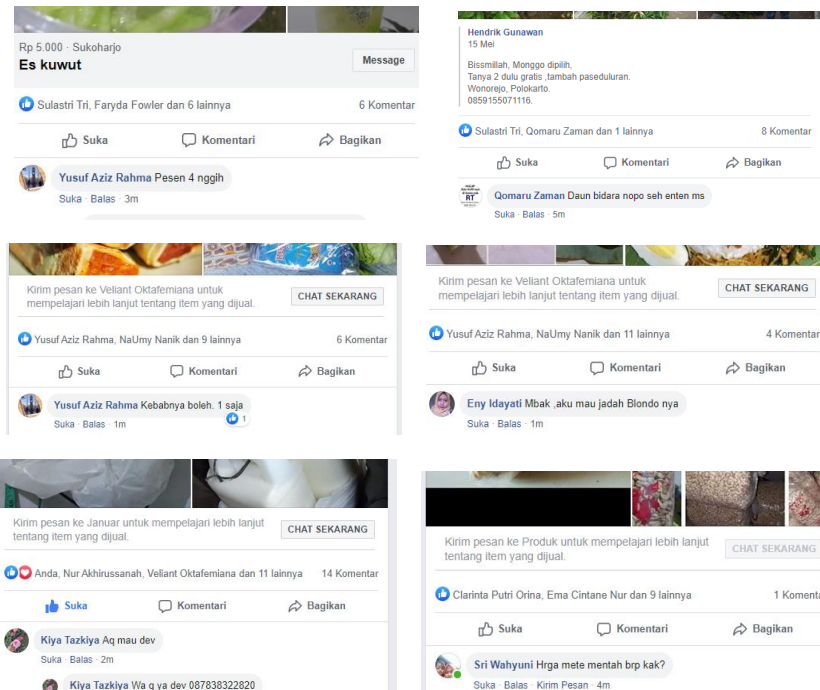 Rp 5.000 · Sukoharjo
Es kuwut
Message
Sulastri Tri, Faryda Fowler dan 6 lainnya
6 Komentar
Suka Komentari Bagikan
Yusuf Aziz Rahma Pesen 4 nggih
Suka · Balas · 3m
Hendrik Gunawan
15 Mei
Bissmillah, Monggo dipilih,
Tanya 2 dulu gratis ,tambah paseduluran.
Wonorejo, Polokarto.
0859155071116.
Sulastri Tri, Qomaru Zaman dan 1 lainnya
8 Komentar
Suka Komentari Bagikan
RT
Qomaru Zaman Daun bidara nopo seh enten ms
Suka · Balas · 5m
Kirim pesan ke Veliant Oktafemiana untuk
mempelajari lebih lanjut tentang item yang dijual.
CHAT SEKARANG
Yusuf Aziz Rahma, NaUmy Nanik dan 9 lainnya
6 Komentar
Suka Komentari Bagikan
Yusuf Aziz Rahma Kebabnya boleh. 1 saja
1
Suka · Balas · 1m
Kirim pesan ke Veliant Oktafemiana untuk
mempelajari lebih lanjut tentang item yang dijual.
CHAT SEKARANG
Yusuf Aziz Rahma, NaUmy Nanik dan 11 lainnya
4 Komentar
Suka Komentari Bagikan
Eny Idayati Mbak ,aku mau jadah Blondo nya
Suka · Balas · 1m
Kirim pesan ke Januar untuk mempelajari lebih lanjut
tentang item yang dijual.
CHAT SEKARANG
Anda, Nur Akhirussanah, Veliant Oktafemiana dan 11 lainnya
14 Komentar
Suka Komentari Bagikan
Kiya Tazkiya Aq mau dev
Suka · Balas · 2m
Kiya Tazkiya Wa q ya dev 087838322820
Kirim pesan ke Produk untuk mempelajari lebih lanjut
tentang item yang dijual.
CHAT SEKARANG
Clarinta Putri Orina, Ema Cintane Nur dan 9 lainnya
1 Komenta
Suka Komentari Bagikan
Sri Wahyuni Hrga mete mentah brp kak?
Suka · Balas · Kirim Pesan · 4m